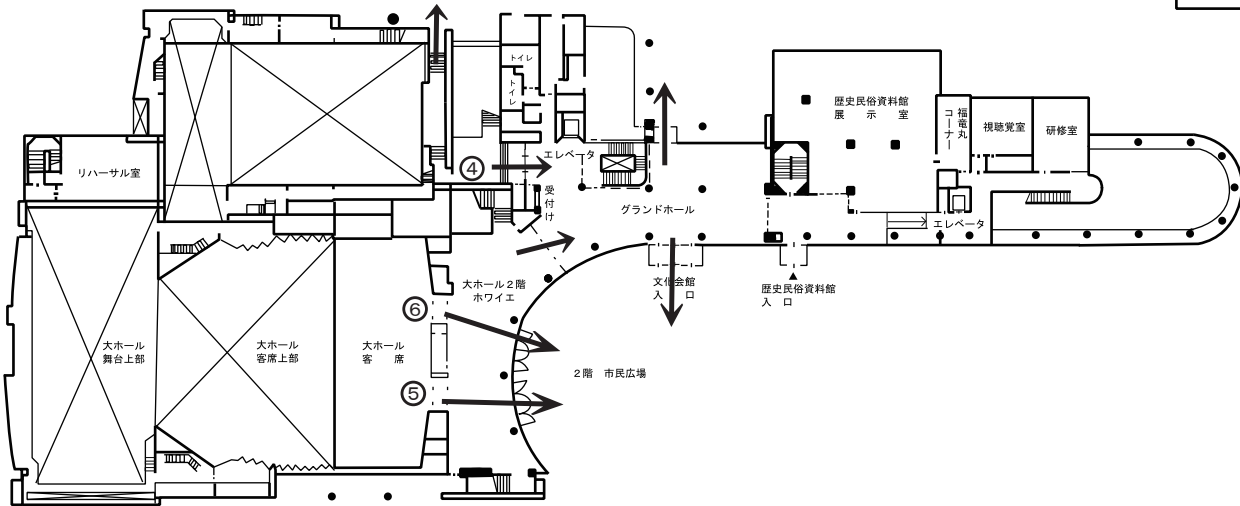 トイレ
トイレ
歴史民俗資料館
展示室
福竜丸
コーナー
視聴覚室
研修室
リハーサル室
④
エレベータ
受付け
グランドホール
エレベータ
大ホール2階
ホワイエ
文化会館
入口
歴史民俗資料館
入口
⑥
大ホール
舞台上部
大ホール
客席上部
大ホール
客席
2階 市民広場
⑤